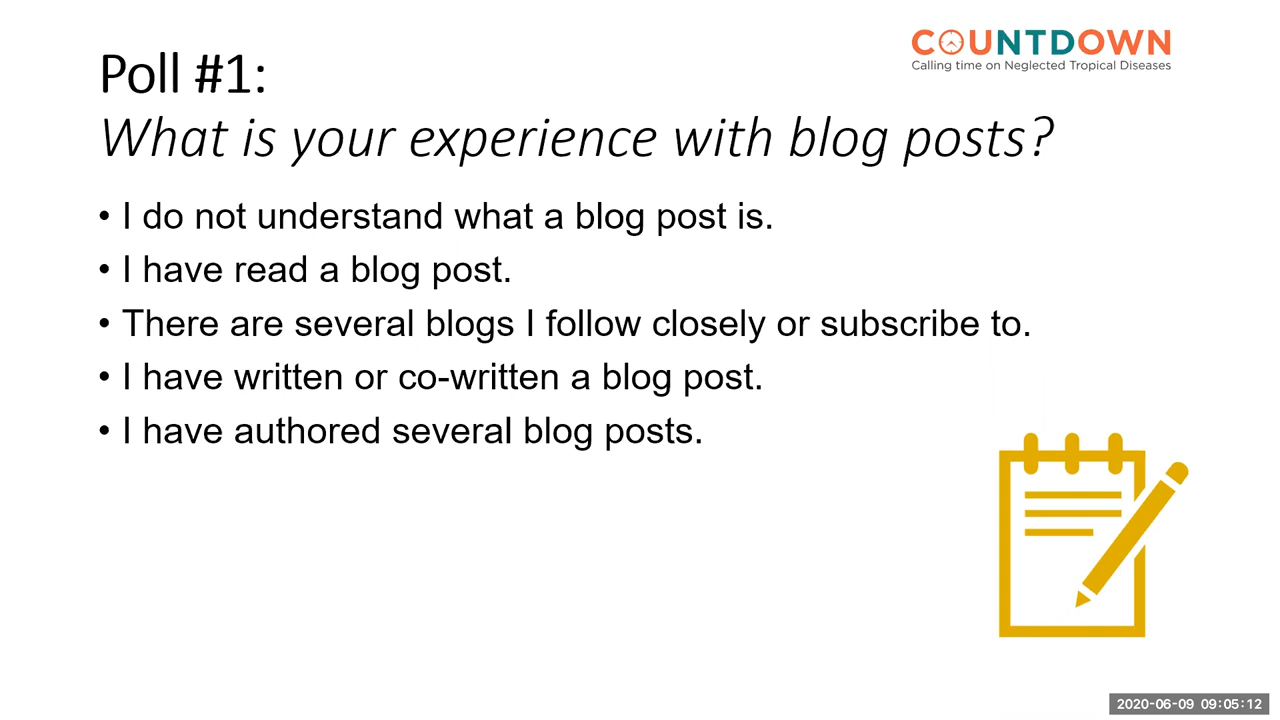 COUNTDOWN
Calling time on Neglected Tropical Diseases
Poll #1:
What is your experience with blog posts?
• I do not understand what a blog post is.
• I have read a blog post.
• There are several blogs I follow closely or subscribe to.
• I have written or co-written a blog post.
• I have authored several blog posts.
2020-06-09 09:05:12